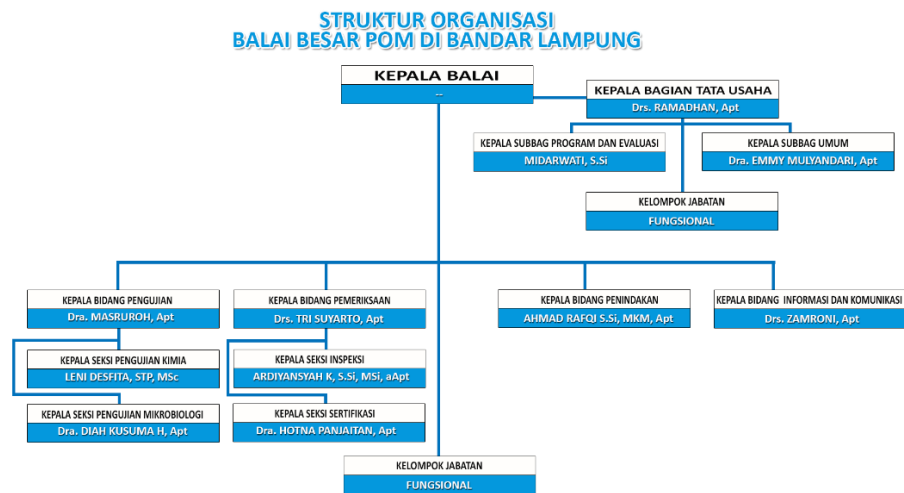 STRUKTUR ORGANISASI
BALAI BESAR POM DI BANDAR LAMPUNG
KEPALA BALAI
--
KEPALA BAGIAN TATA USAHA
Drs. RAMADHAN, Apt
KEPALA SUBBAG PROGRAM DAN EVALUASI
MIDARWATI, S.Si
KEPALA SUBBAG UMUM
Dra. EMMY MULYANDARI, Apt
KELOMPOK JABATAN
FUNGSIONAL
KEPALA BIDANG PENGUJIAN
Dra. MASRUROH, Apt
KEPALA BIDANG PEMERIKSAAN
Drs. TRI SUYARTO, Apt
KEPALA BIDANG PENINDAKAN
AHMAD RAFQI S.Si, MKM, Apt
KEPALA BIDANG INFORMASI DAN KOMUNIKASI
Drs. ZAMRONI, Apt
KEPALA SEKSI PENGUJIAN KIMIA
LENI DESFITA, STP, MSc
KEPALA SEKSI INSPEKSI
ARDIYANSYAH K, S.Si, MSi, aApt
KEPALA SEKSI PENGUJIAN MIKROBIOLOGI
Dra. DIAH KUSUMA H, Apt
KEPALA SEKSI SERTIFIKASI
Dra. HOTNA PANJAITAN, Apt
KELOMPOK JABATAN
FUNGSIONAL